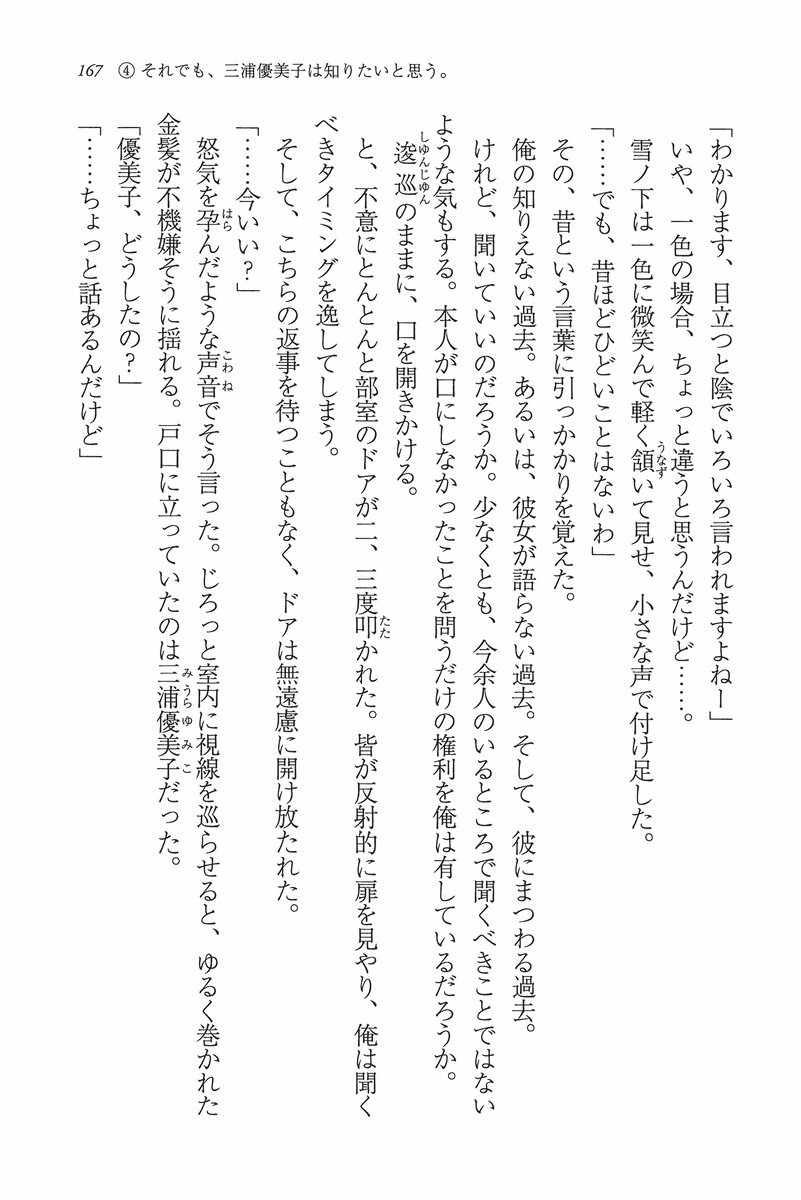 167 ④ それでも、三浦優美子は知りたいと思う。
「わかります、目立つと陰でいろいろ言われますよねー」
いや、一色の場合、ちょっと違うと思うんだけど……。
雪ノ下は一色に微笑んで軽く頷いて見せ、小さな声で付け足した。
「……でも、昔ほどひどいことはないわ」
その、昔という言葉に引っかかりを覚えた。
俺の知りえない過去。あるいは、彼女が語らない過去。そして、彼にまつわる過去。
けれど、聞いていいのだろうか。少なくとも、今余人のいるところで聞くべきことではない
ような気もする。本人が口にしなかったことを問うだけの権利を俺は有しているだろうか。
逡巡のままに、口を開きかける。
と、不意にとんとんと部室のドアが二、三度叩かれた。皆が反射的に扉を見やり、俺は聞く
べきタイミングを逸してしまう。
そして、こちらの返事を待つこともなく、ドアは無遠慮に開け放たれた。
「……今いい?」
怒気を孕んだような声音でそう言った。じろっと室内に視線を巡らせると、ゆるく巻かれた
金髪が不機嫌そうに揺れる。戸口に立っていたのは三浦優美子だった。
「優美子、どうしたの?」
「……ちょっと話あるんだけど」